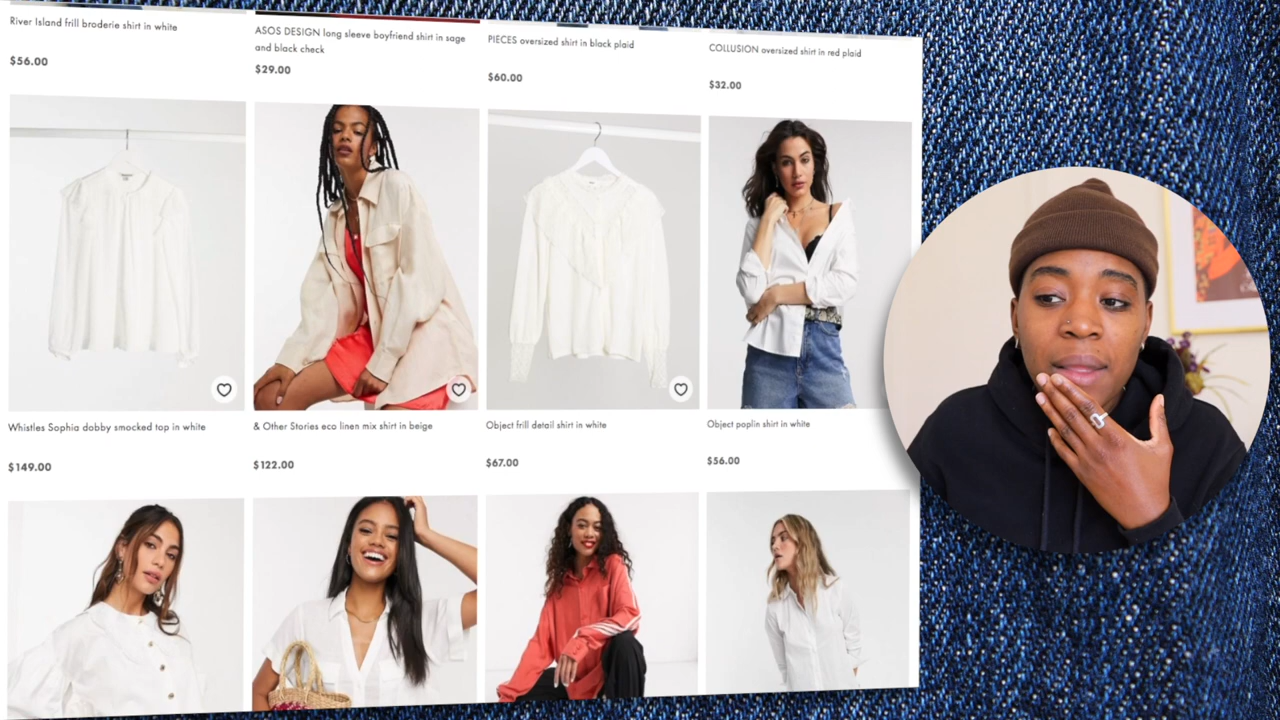 River Island frill broderie shirt in white
$56.00
ASOS DESIGN long sleeve boyfriend shirt in sage
and black check
$29.00
PIECES oversized shirt in black plaid
$60.00
COLLUSION oversized shirt in red plaid
$32.00
Whistles Sophia dobby smocked top in white
$149.00
& Other Stories eco linen mix shirt in beige
$122.00
Object frill detail shirt in white
$67.00
Object poplin shirt in white
$56.00